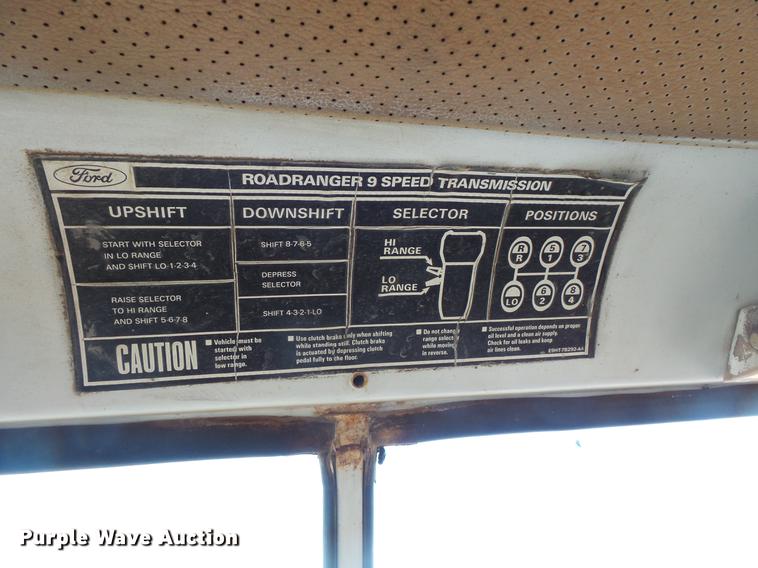 Ford
ROADRANGER 9 SPEED TRANSMISSION
UPSHIFT
START WITH SELECTOR
IN LO RANGE
AND SHIFT LO-1-2-3-4
RAISE SELECTOR
TO HI RANGE
AND SHIFT 5-6-7-8
DOWNSHIFT
SHIFT 8-7-6-5
DEPRESS
SELECTOR
SHIFT 4-3-2-1-LO
SELECTOR
HI
RANGE
LO
RANGE
POSITIONS
R 5 7
R 1 3
LO 6 8
2 4
CAUTION
■ Vehicle must be
started with
selector in
low range.
■ Use clutch brake only when shifting
while standing still. Clutch brake
is actuated by depressing clutch
pedal fully to the floor.
■ Do not change
range selector
while moving
in reverse.
■ Successful operation depends on proper
oil level and a clean air supply.
Check for oil leaks and keep
air lines clean.
E9HT-7B292-AA
Purple Wave Auction